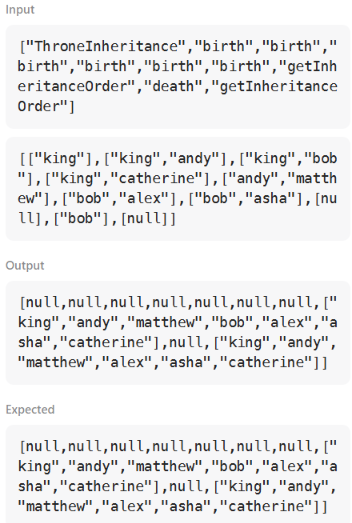 Input
["ThroneInheritance","birth","birth","
birth","birth","birth","birth","getInh
eritanceOrder","death","getInheritance
Order"]
[["king"],["king","andy"],["king","bob
"],["king","catherine"],["andy","matth
ew"],["bob","alex"],["bob","asha"],[nu
ll],["bob"],[null]]
Output
[null,null,null,null,null,null,null,["
king","andy","matthew","bob","alex","a
sha","catherine"],null,["king","andy",
"matthew","alex","asha","catherine"]]
Expected
[null,null,null,null,null,null,null,["
king","andy","matthew","bob","alex","a
sha","catherine"],null,["king","andy",
"matthew","alex","asha","catherine"]]